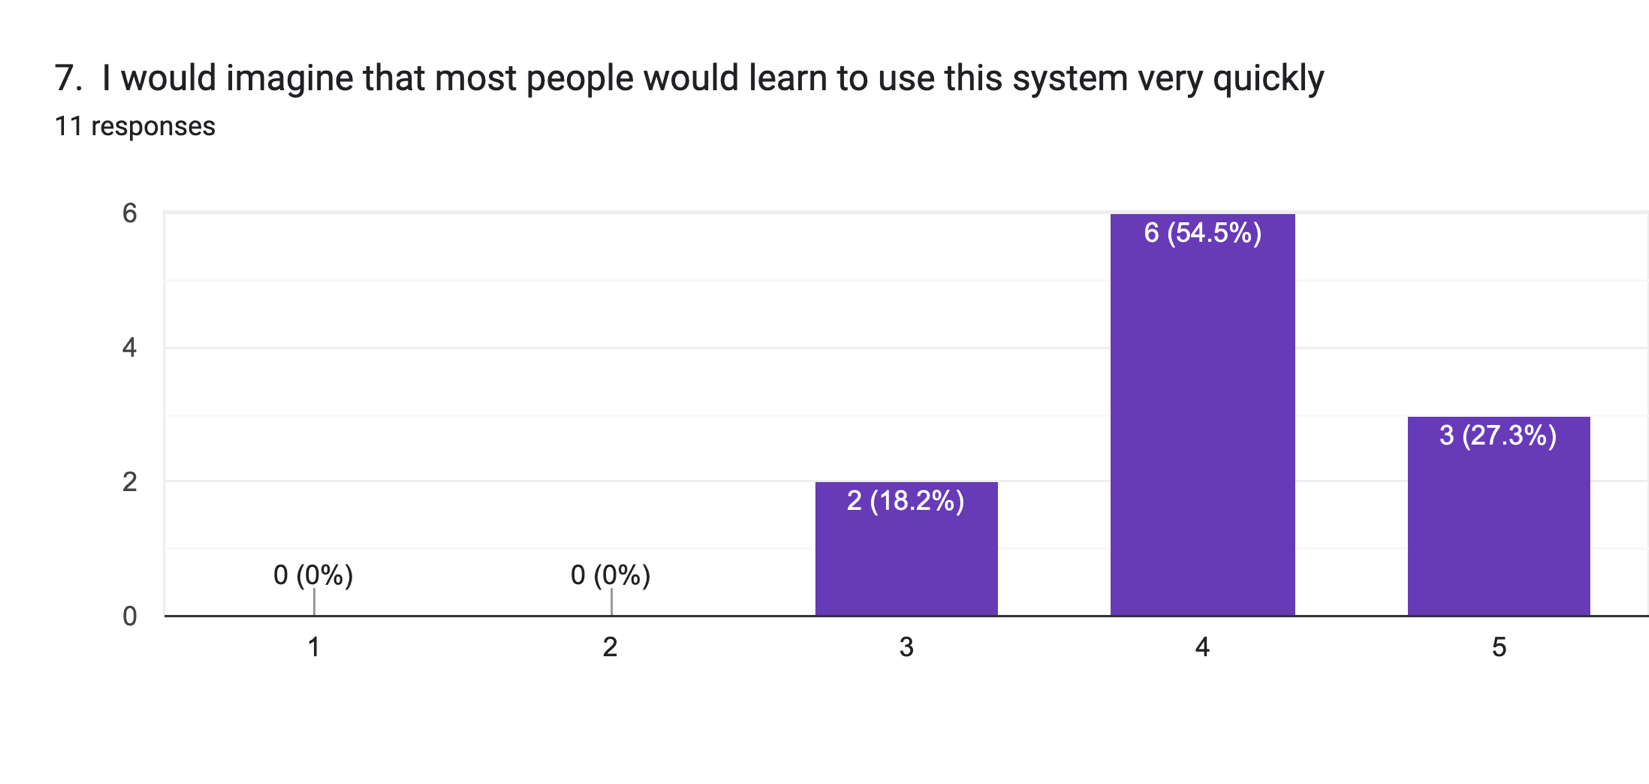 7. I would imagine that most people would learn to use this system very quickly
11 responses
6
6 (54.5%)
4
3 (27.3%)
2
2 (18.2%)
0 (0%) 0 (0%)
0
1 2 3 4 5